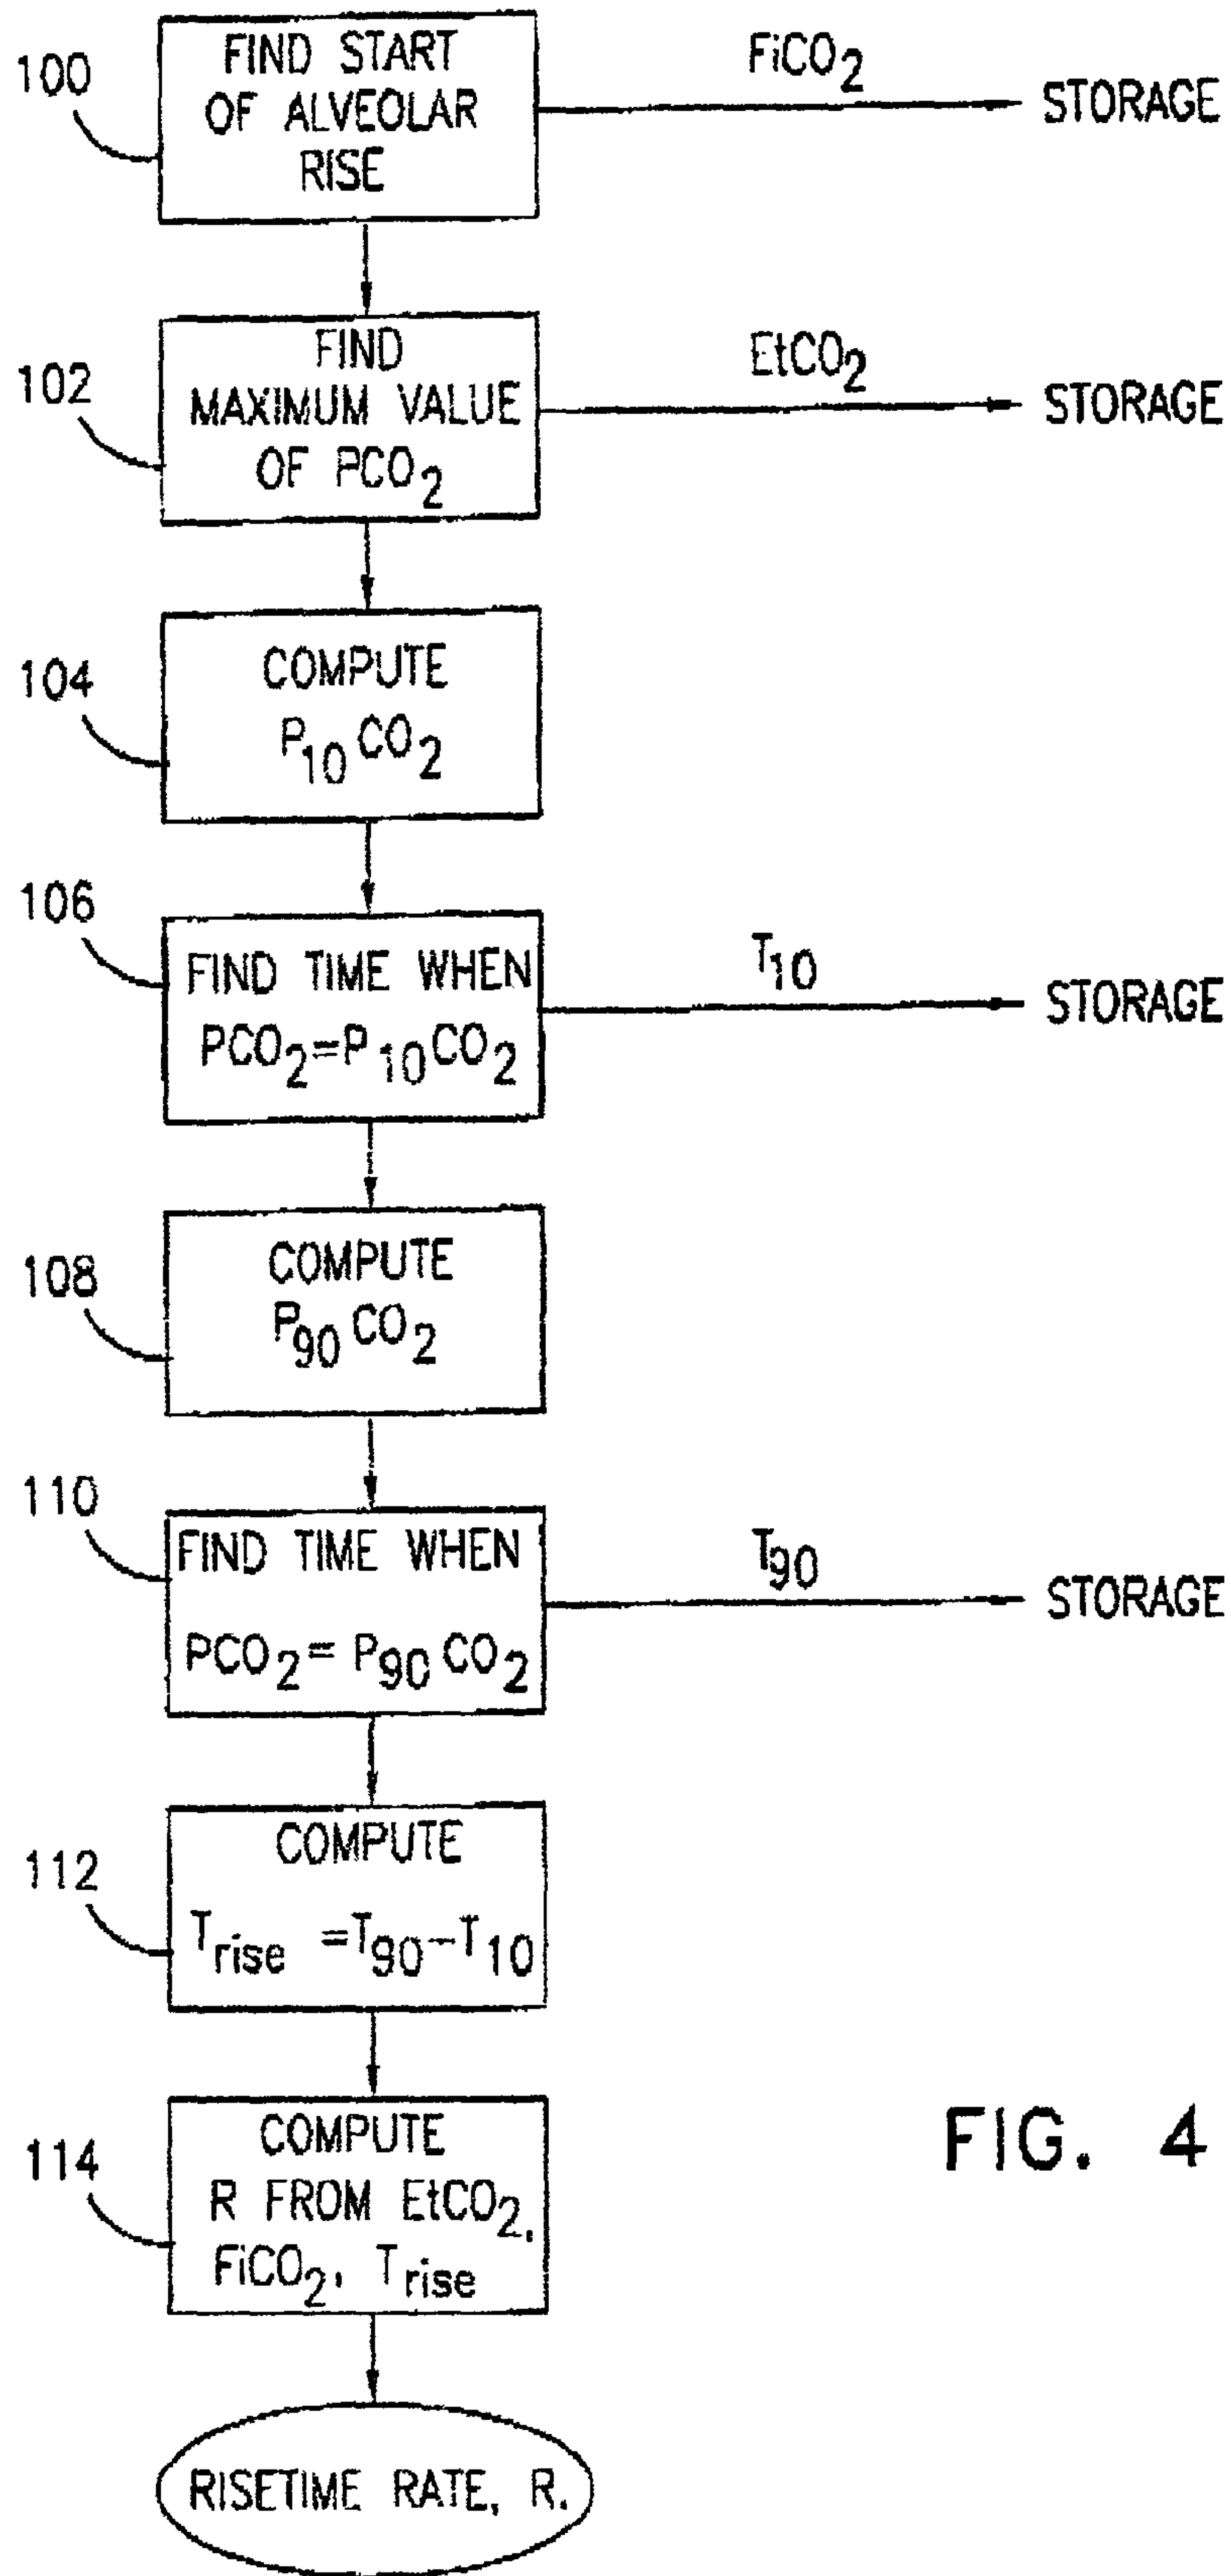 100
FIND START
OF ALVEOLAR
RISE
FiCO2
STORAGE
102
FIND
MAXIMUM VALUE
OF PCO2
EtCO2
STORAGE
104
COMPUTE
P10 CO2
106
FIND TIME WHEN
PCO2=P10CO2
T10
STORAGE
108
COMPUTE
P90 CO2
110
FIND TIME WHEN
PCO2= P90 CO2
T90
STORAGE
112
COMPUTE
Trise =T90-T10
114
COMPUTE
R FROM EtCO2,
FiCO2, Trise
RISETIME RATE, R.
FIG. 4